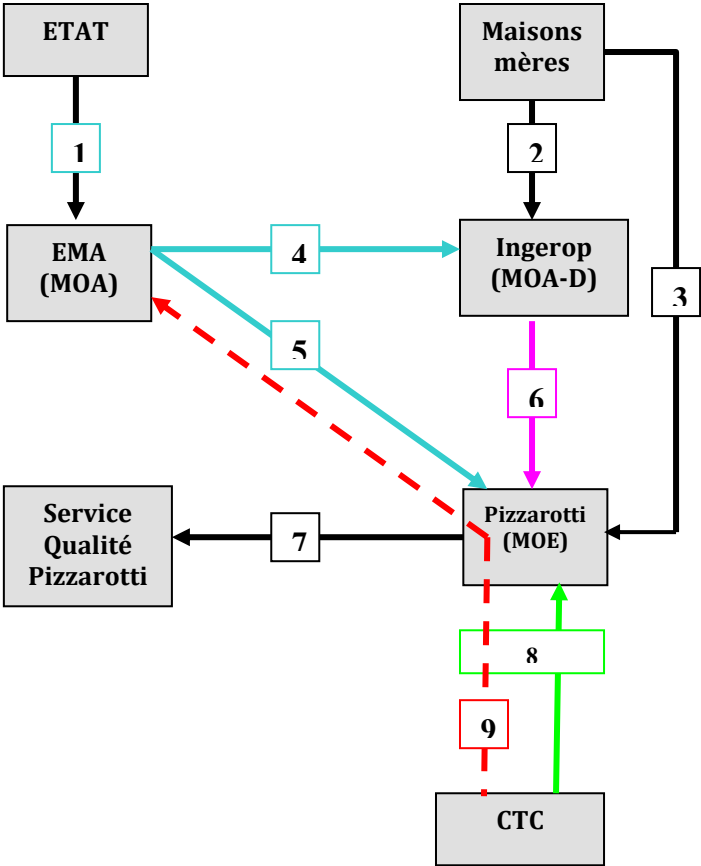 ETAT
Maisons
mères
1
2
EMA
(MOA)
4
Ingerop
(MOA-D)
3
5
6
Service
Qualité
Pizzarotti
7
Pizzarotti
(MOE)
8
9
CTC